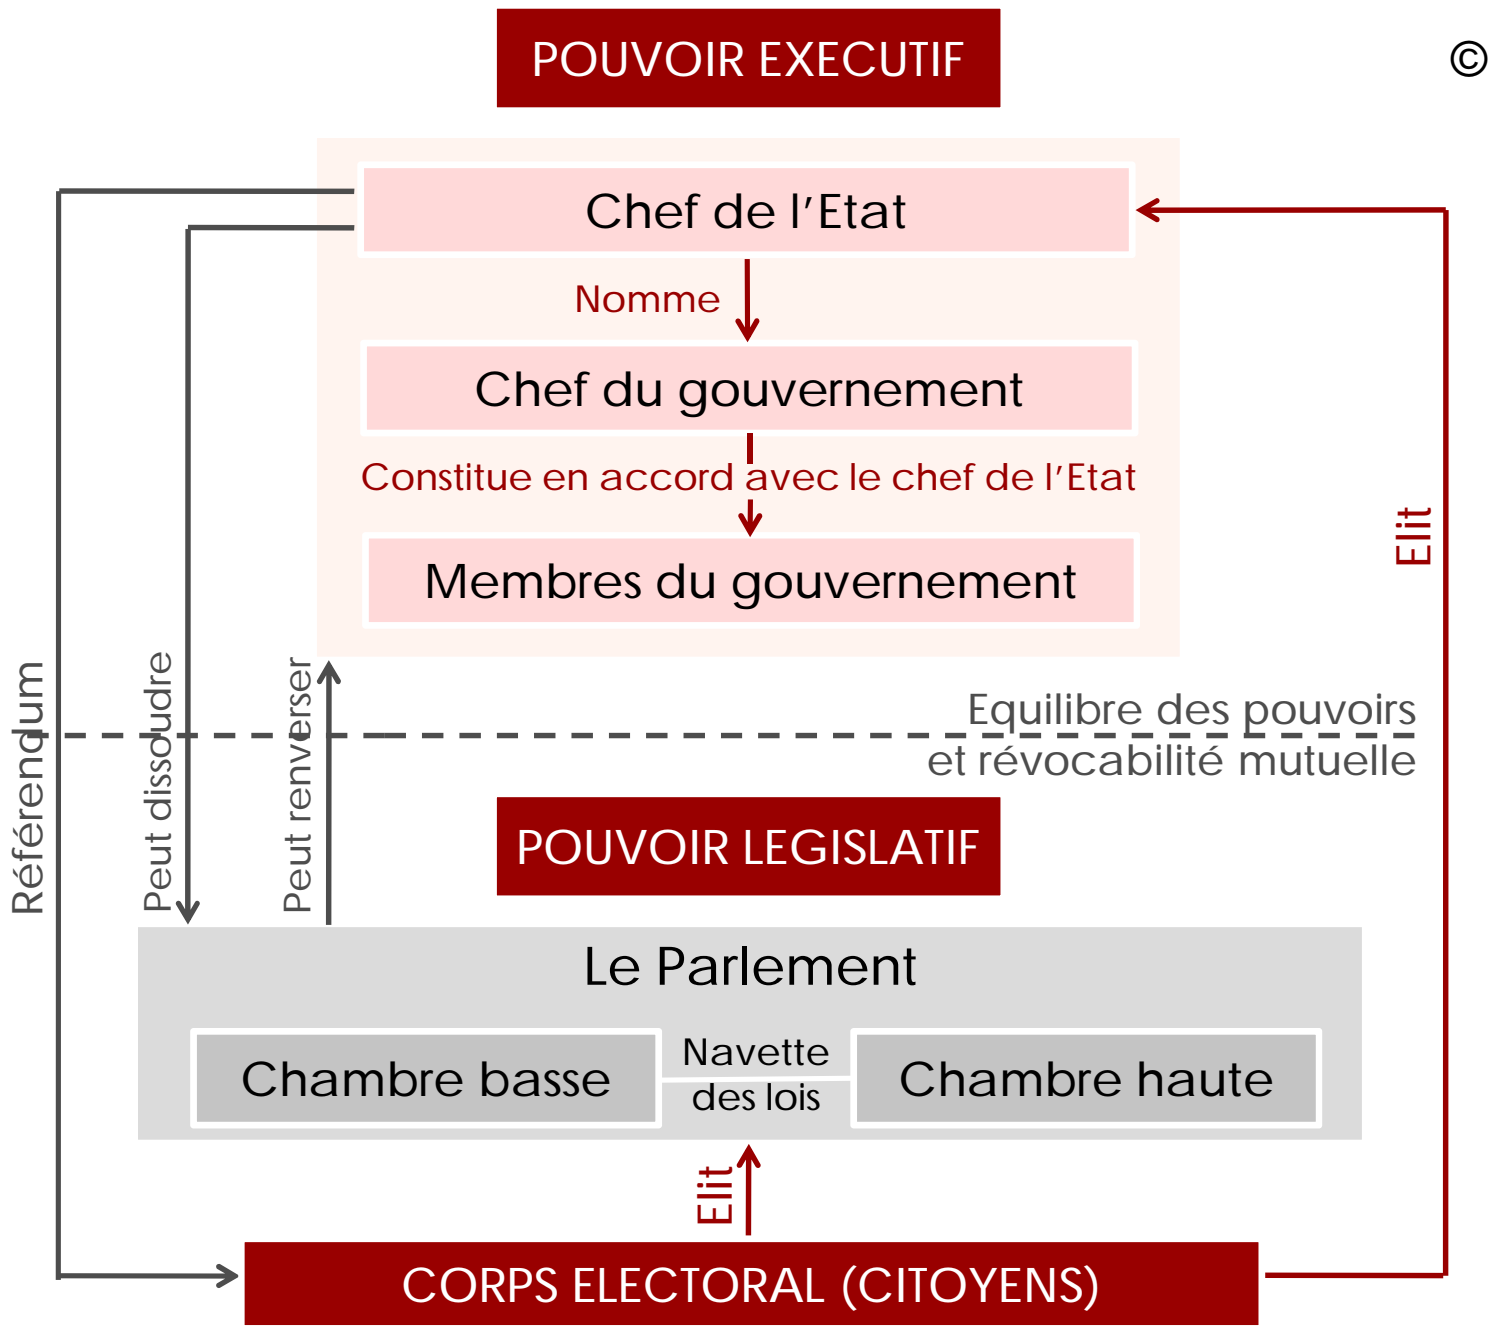 POUVOIR EXECUTIF
©
Chef de l'Etat
Nomme
Chef du gouvernement
Constitue en accord avec le chef de l'Etat
Membres du gouvernement
Elit
Référendum
Peut dissoudre
Peut renverser
Equilibre des pouvoirs
et révocabilité mutuelle
POUVOIR LEGISLATIF
Le Parlement
Chambre basse
Navette
des lois
Chambre haute
Elit
CORPS ELECTORAL (CITOYENS)